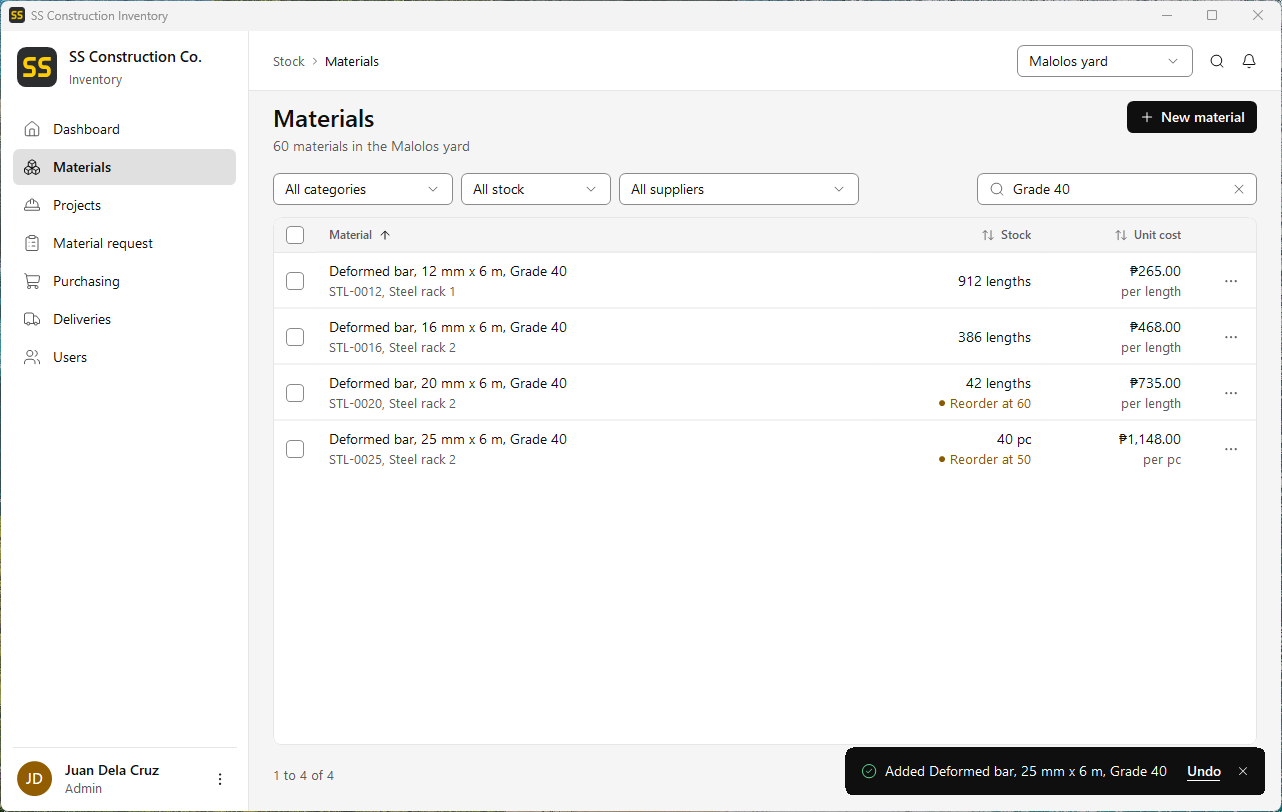 SS Construction Inventory
SS
SS Construction Co.
Inventory
Dashboard
Materials
Projects
Material request
Purchasing
Deliveries
Users
JD
Juan Dela Cruz
Admin
Stock > Materials
Malolos yard
Materials
60 materials in the Malolos yard
+ New material
All categories
All stock
All suppliers
Grade 40
Material ↑ ↑↓ Stock ↑↓ Unit cost
Deformed bar, 12 mm x 6 m, Grade 40
STL-0012, Steel rack 1
912 lengths
₱265.00
per length
Deformed bar, 16 mm x 6 m, Grade 40
STL-0016, Steel rack 2
386 lengths
₱468.00
per length
Deformed bar, 20 mm x 6 m, Grade 40
STL-0020, Steel rack 2
42 lengths
• Reorder at 60
₱735.00
per length
Deformed bar, 25 mm x 6 m, Grade 40
STL-0025, Steel rack 2
40 pc
• Reorder at 50
₱1,148.00
per pc
1 to 4 of 4
Added Deformed bar, 25 mm x 6 m, Grade 40 Undo